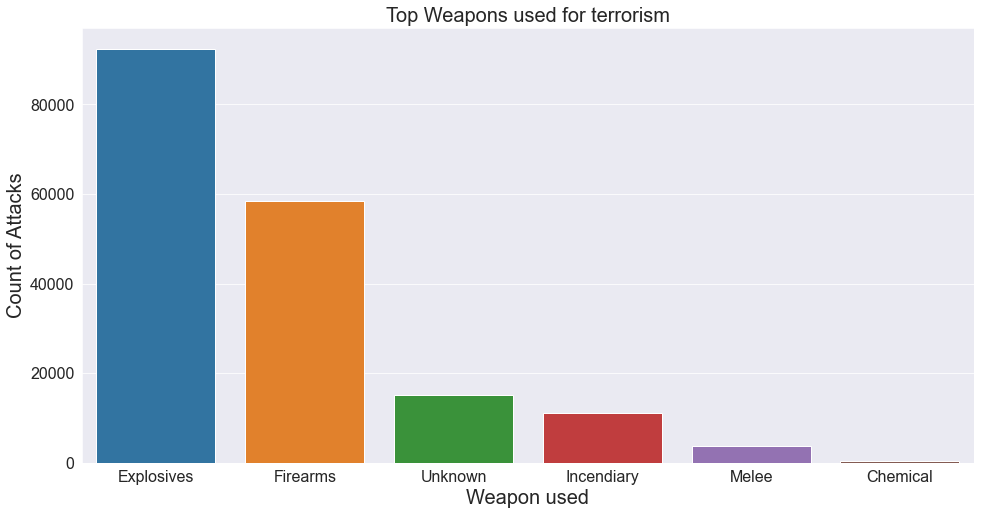 Top Weapons used for terrorism
Count of Attacks
80000
60000
40000
20000
0
Explosives Firearms Unknown Incendiary Melee Chemical
Weapon used